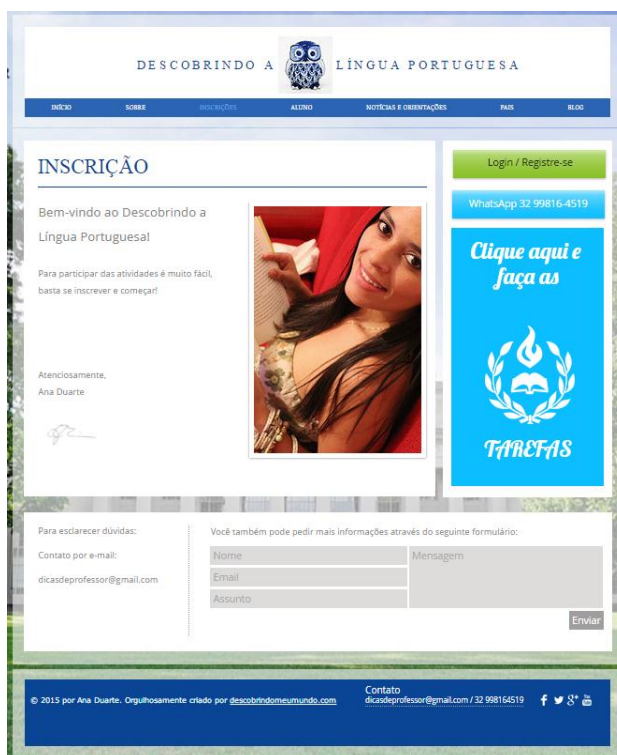 DESCOBRINDO A LÍNGUA PORTUGUESA
INÍCIO SOBRE INSCRIÇÕES ALUNO NOTÍCIAS E ORIENTAÇÕES PAIS BLOG
INSCRIÇÃO
Bem-vindo ao Descobrindo a
Língua Portuguesa!
Para participar das atividades é muito fácil,
basta se inscrever e começar!
Atenciosamente,
Ana Duarte
Login / Registre-se
WhatsApp 32 99816-4519
Clique aqui e
faça as
TAREFAS
Para esclarecer dúvidas:
Contato por e-mail:
dicasdeprofessor@gmail.com
Você também pode pedir mais informações através do seguinte formulário:
Nome
Email
Assunto
Mensagem
Enviar
© 2015 por Ana Duarte. Orgulhosamente criado por descobrindomeumundo.com
Contato
dicasdeprofessor@gmail.com / 32 998164519